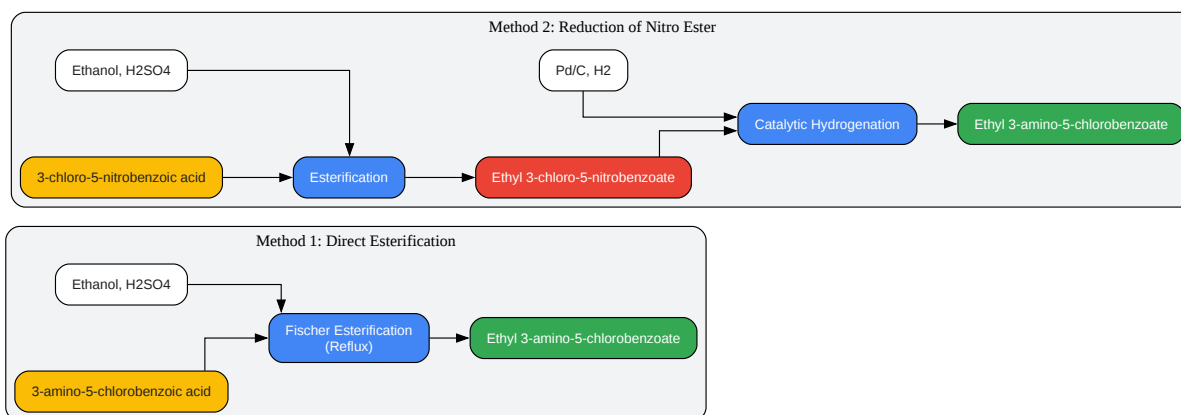 Method 2: Reduction of Nitro Ester
Ethanol, H2SO4
Pd/C, H2
Catalytic Hydrogenation
Ethyl 3-amino-5-chlorobenzoate
3-chloro-5-nitrobenzoic acid
Esterification
Ethyl 3-chloro-5-nitrobenzoate
Method 1: Direct Esterification
Ethanol, H2SO4
Fischer Esterification
(Reflux)
Ethyl 3-amino-5-chlorobenzoate
3-amino-5-chlorobenzoic acid